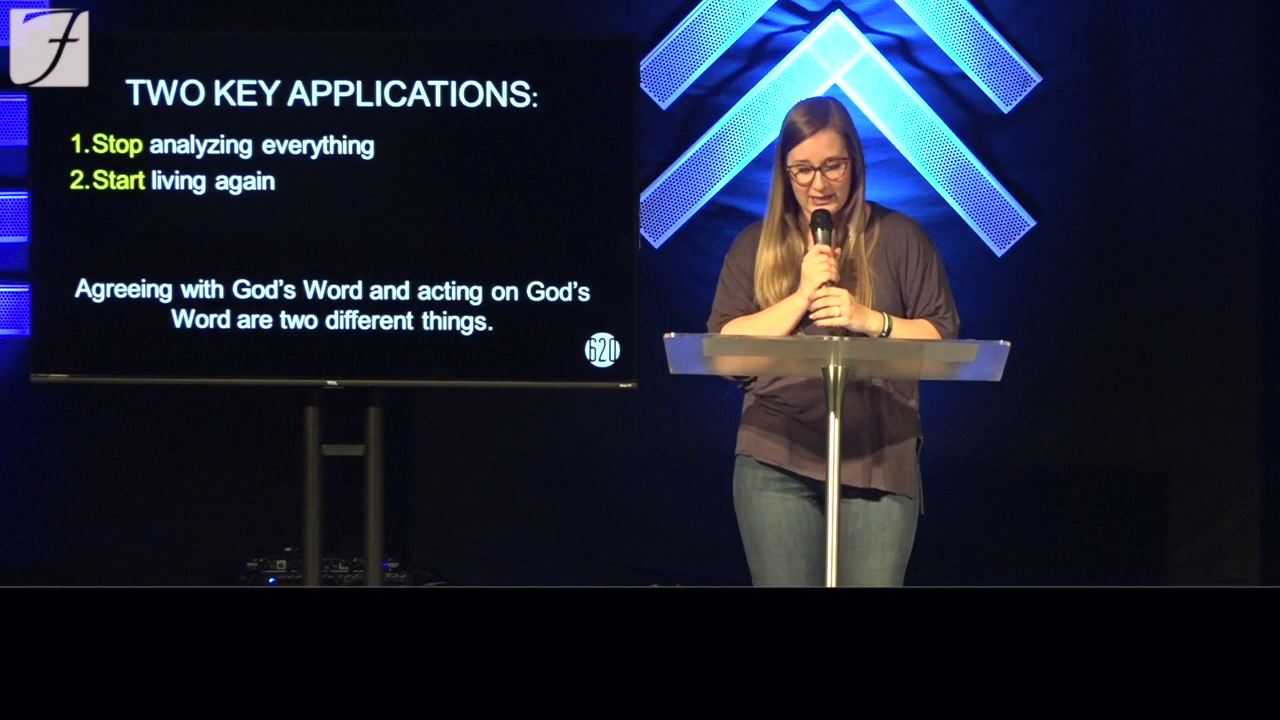 f
TWO KEY APPLICATIONS:
1. Stop analyzing everything
2. Start living again
Agreeing with God's Word and acting on God's
Word are two different things.
620
TCL